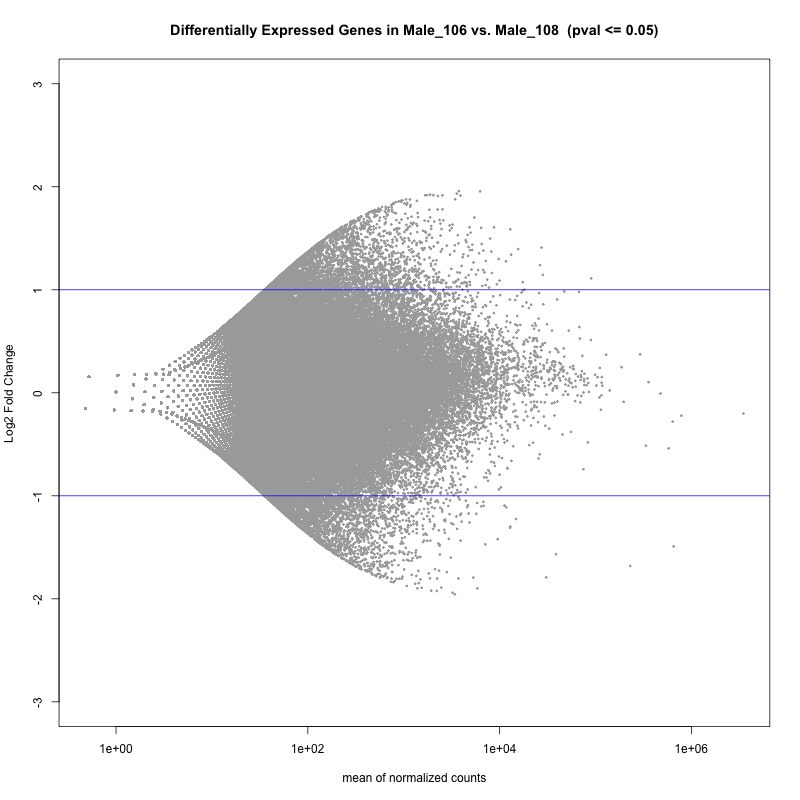 Differentially Expressed Genes in Male_106 vs. Male_108 (pval <= 0.05)
Log2 Fold Change
3
2
1
0
-1
-2
-3
1e+00 1e+02 1e+04 1e+06
mean of normalized counts